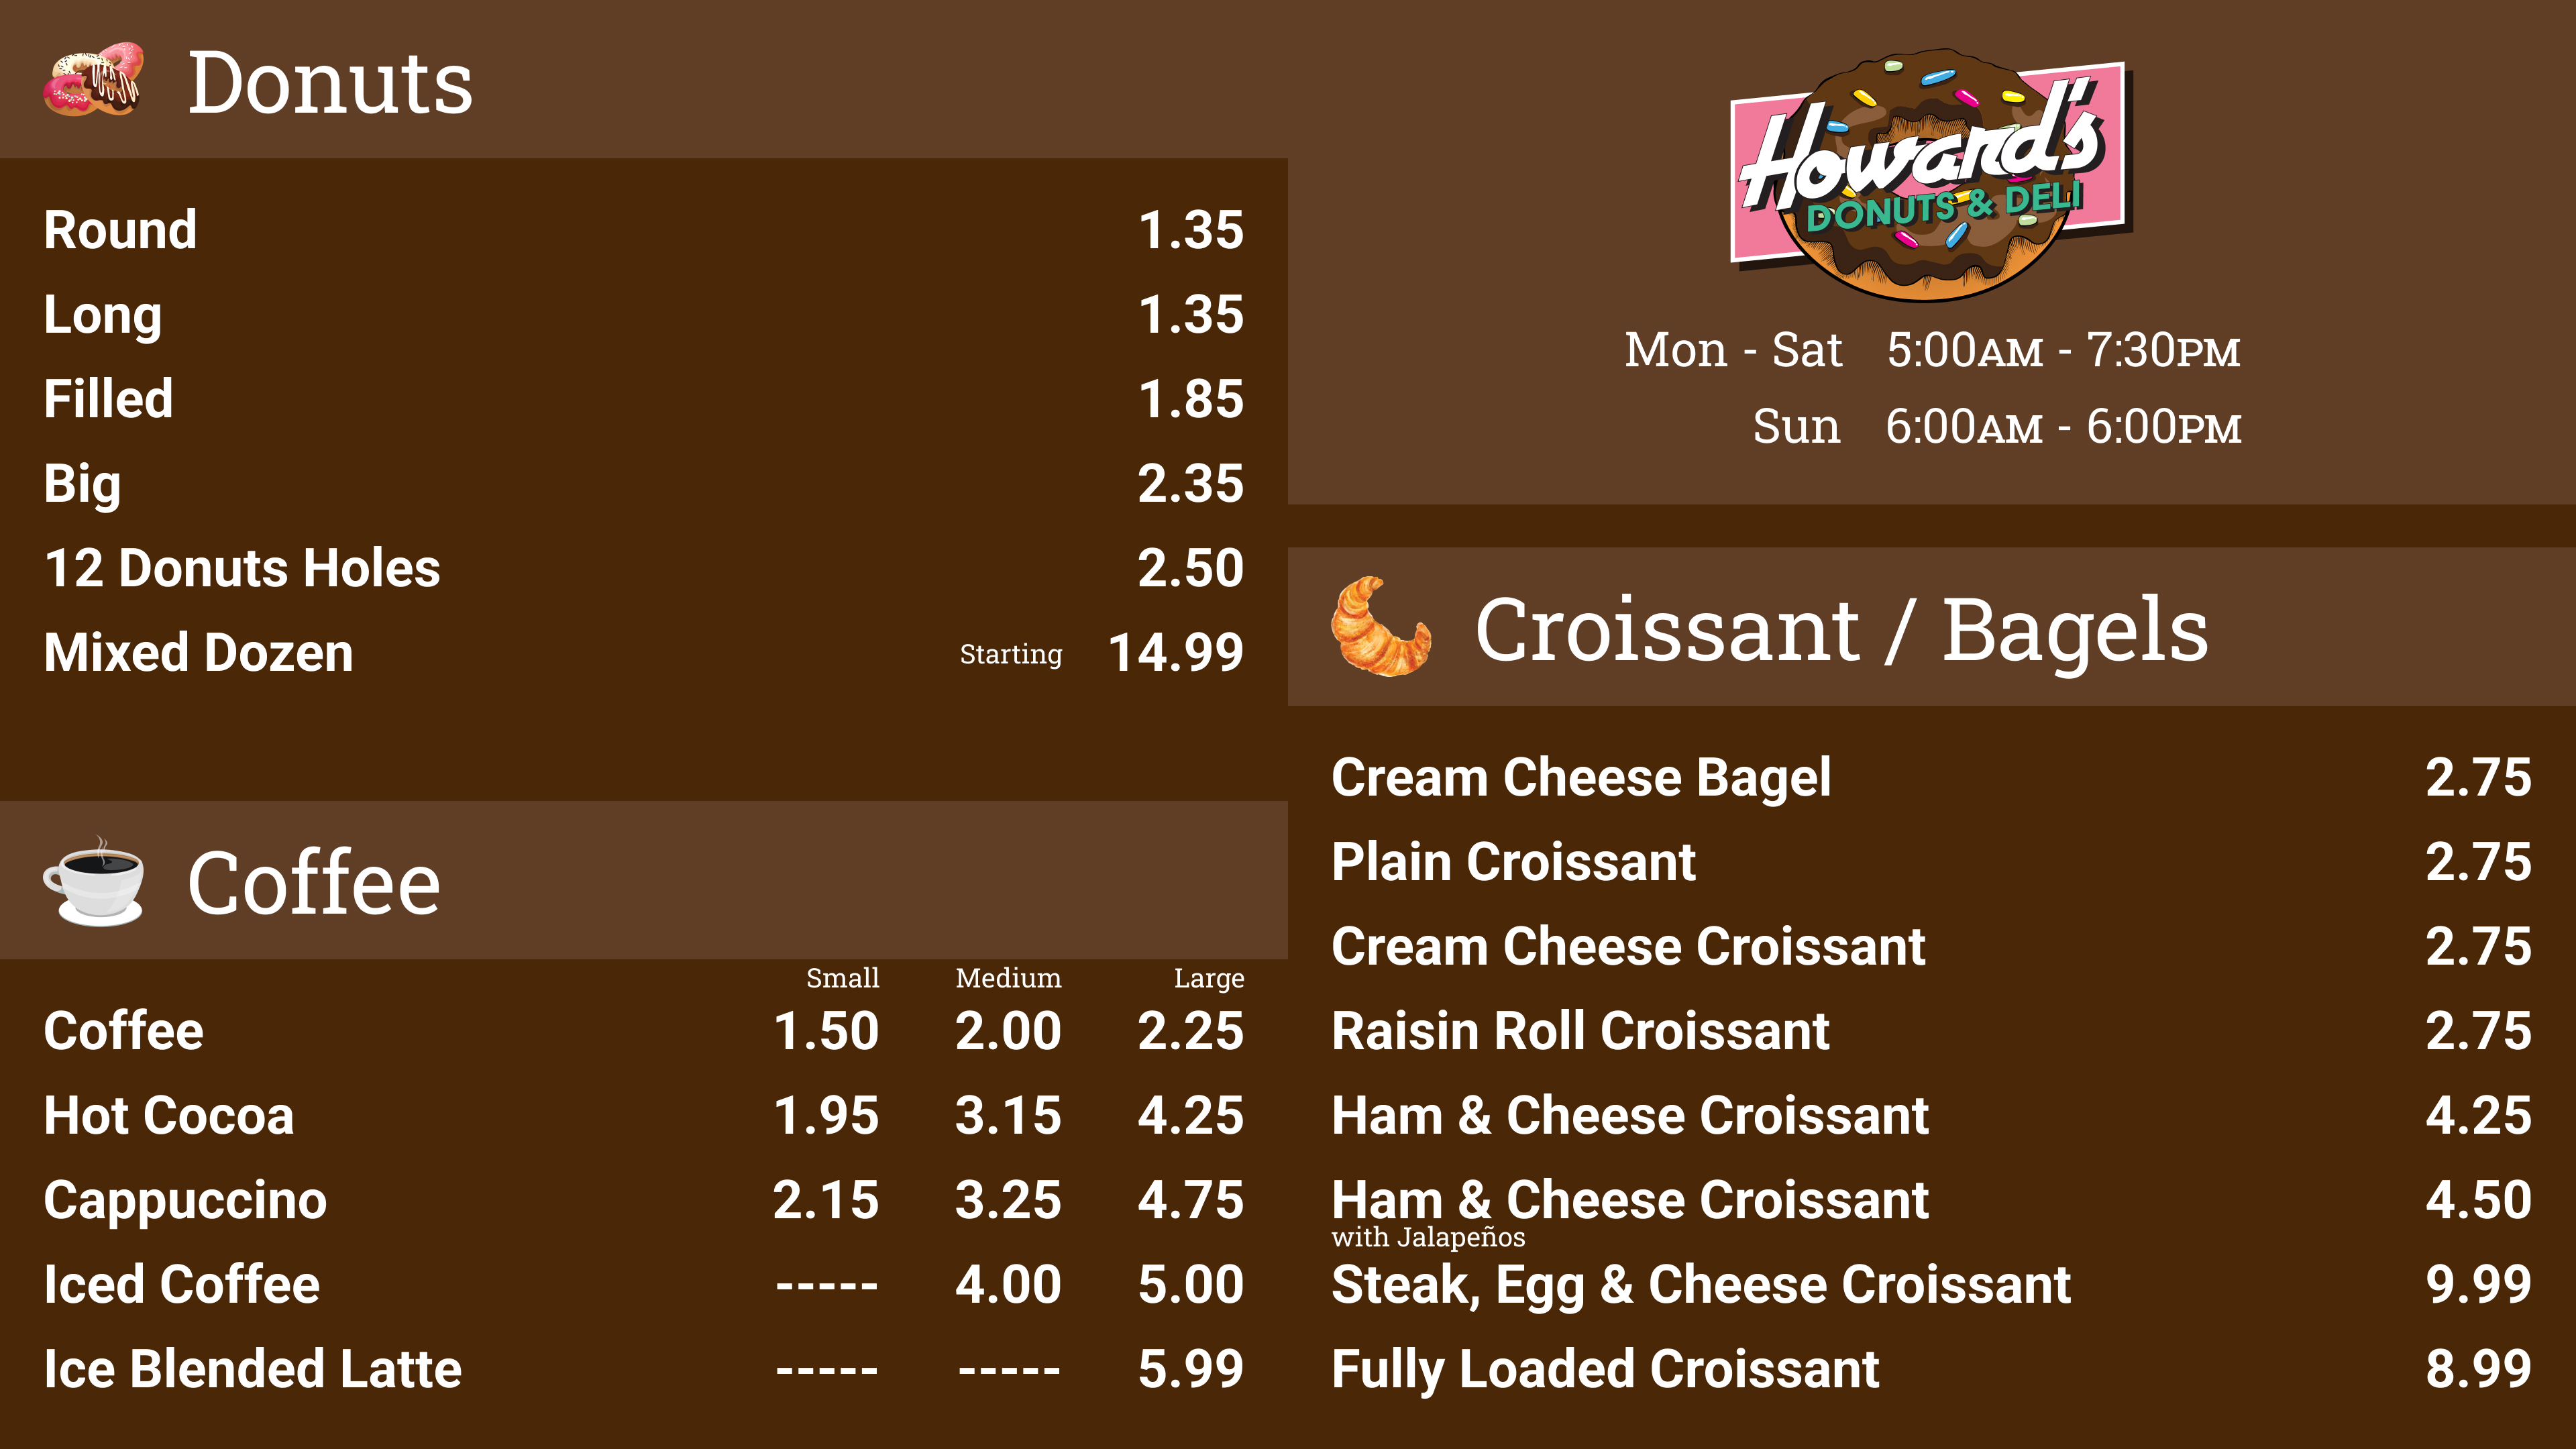 Donuts
Round 1.35
Long 1.35
Filled 1.85
Big 2.35
12 Donuts Holes 2.50
Mixed Dozen Starting 14.99
Coffee
Small Medium Large
Coffee 1.50 2.00 2.25
Hot Cocoa 1.95 3.15 4.25
Cappuccino 2.15 3.25 4.75
Iced Coffee ----- 4.00 5.00
Ice Blended Latte ----- ----- 5.99
Howard's
DONUTS & DELI
Mon - Sat 5:00AM - 7:30PM
Sun 6:00AM - 6:00PM
Croissant / Bagels
Cream Cheese Bagel 2.75
Plain Croissant 2.75
Cream Cheese Croissant 2.75
Raisin Roll Croissant 2.75
Ham & Cheese Croissant 4.25
Ham & Cheese Croissant 4.50
with Jalapeños
Steak, Egg & Cheese Croissant 9.99
Fully Loaded Croissant 8.99